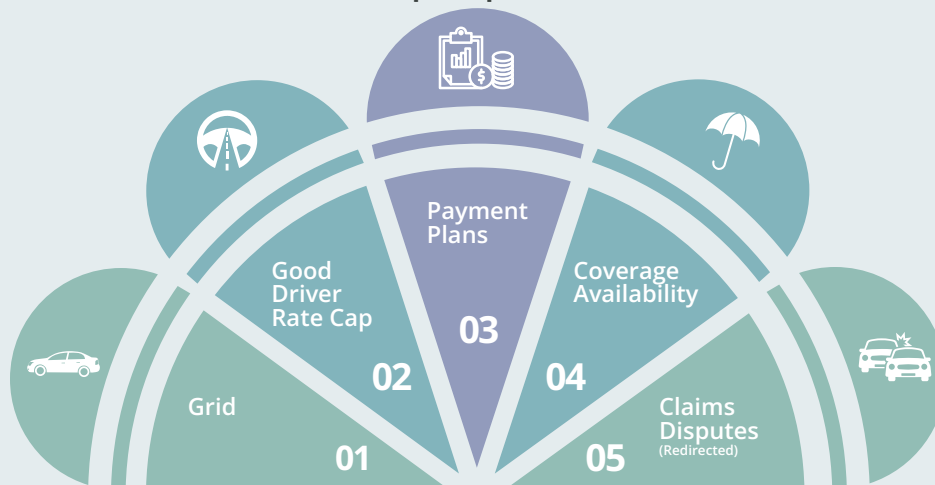 Grid
01
Good
Driver
Rate Cap
02
Payment
Plans
03
Coverage
Availability
04
Claims
Disputes
(Redirected)
05